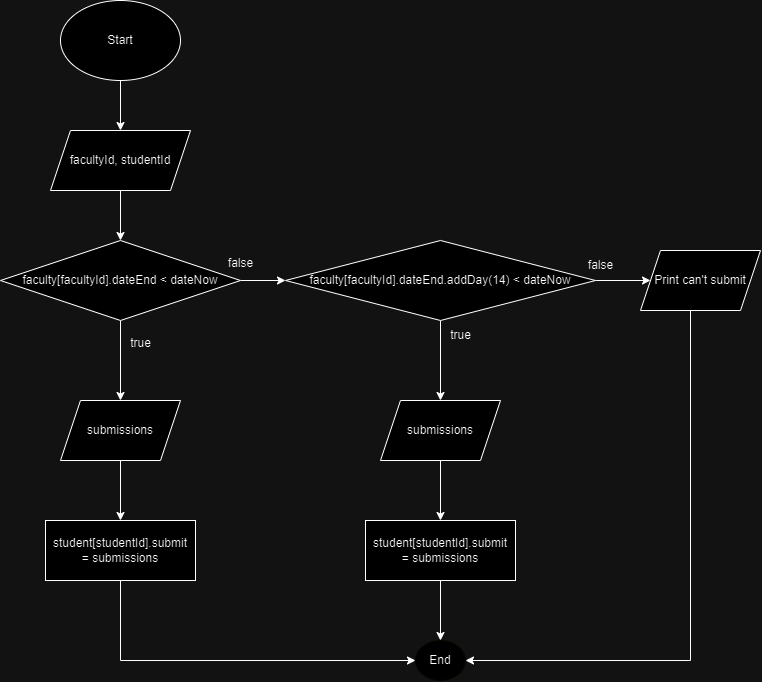 Start
facultyId, studentId
faculty[facultyId].dateEnd < dateNow
false
faculty[facultyId].dateEnd.addDay(14) < dateNow
false
Print can't submit
true
true
submissions
submissions
student[studentId].submit
= submissions
student[studentId].submit
= submissions
End